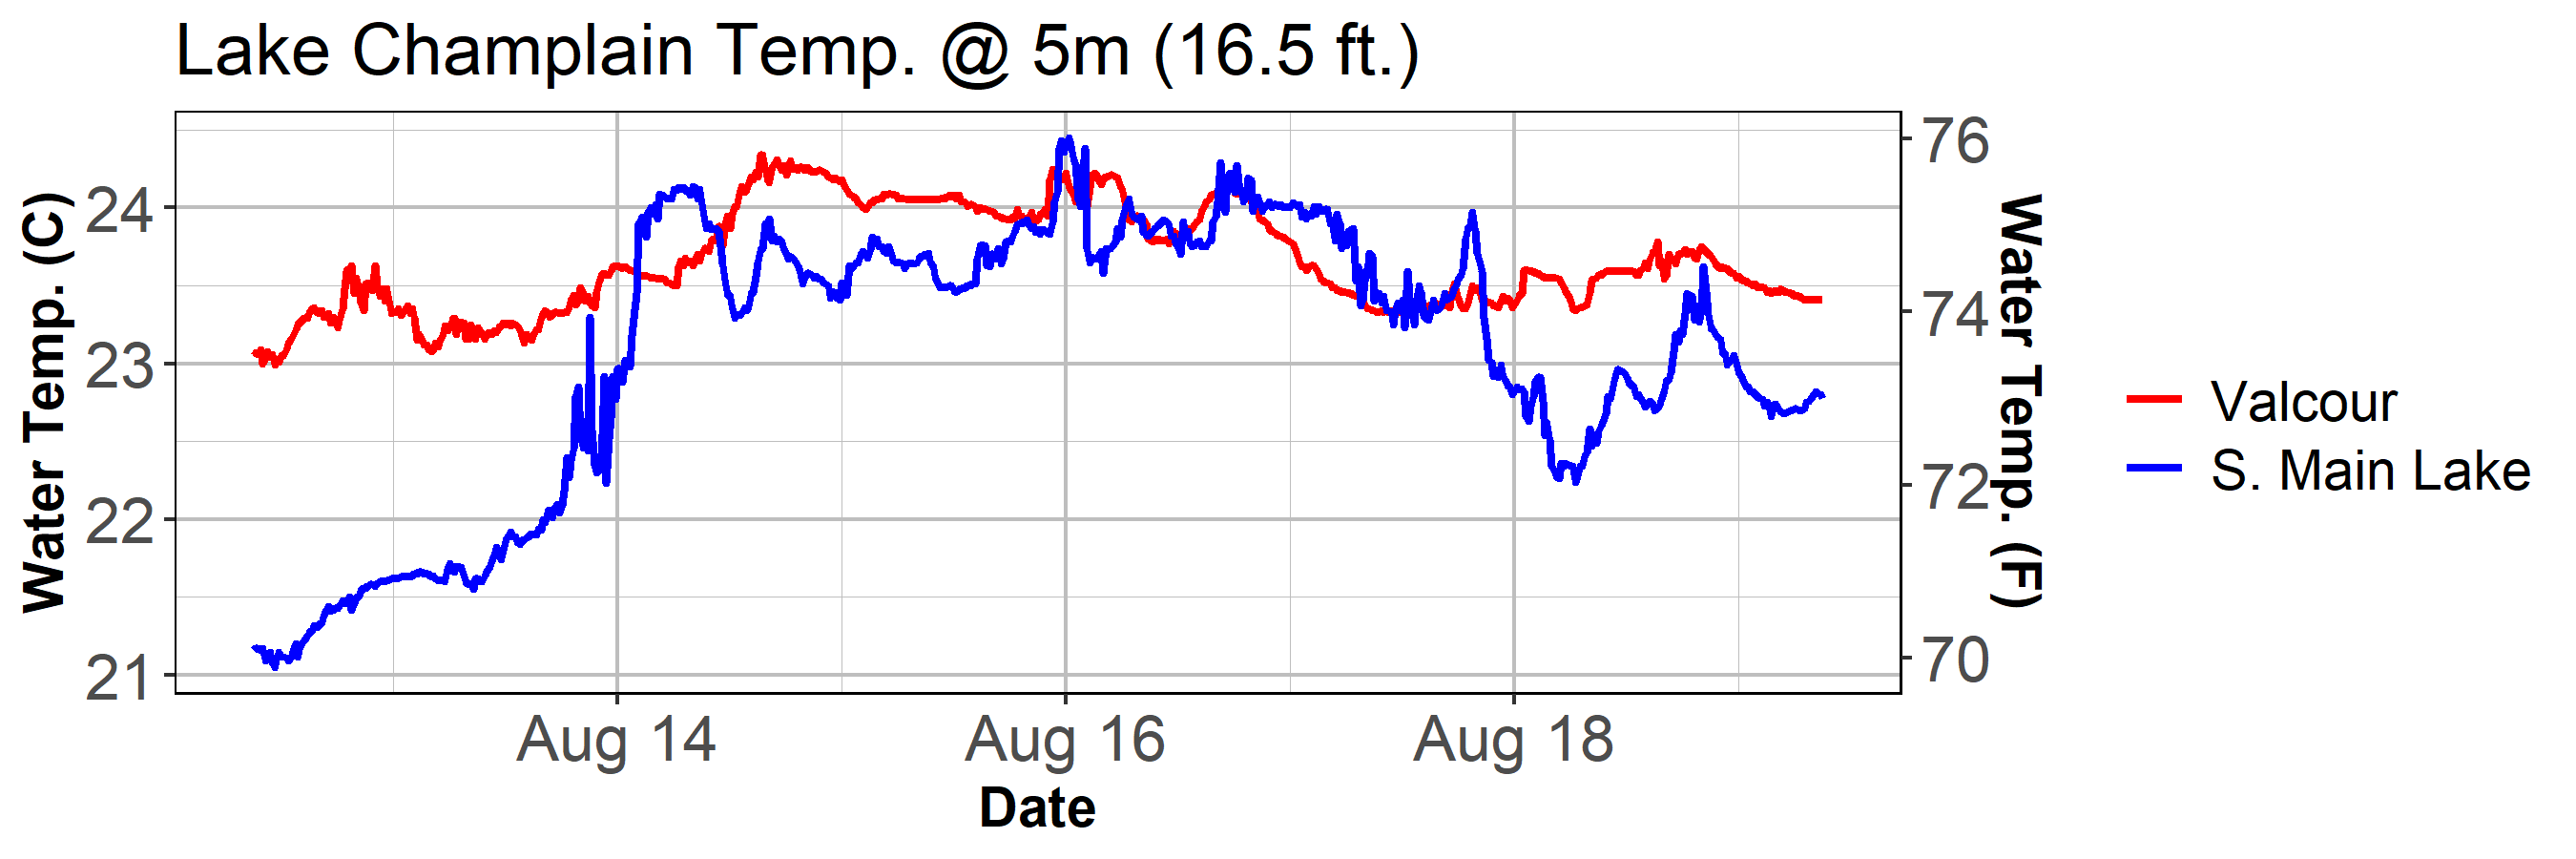 Lake Champlain Temp. @ 5m (16.5 ft.)
Water Temp. (C)
24
23
22
21
76
74
72
70
Water Temp. (F)
Aug 14
Aug 16
Aug 18
Date
Valcour
S. Main Lake